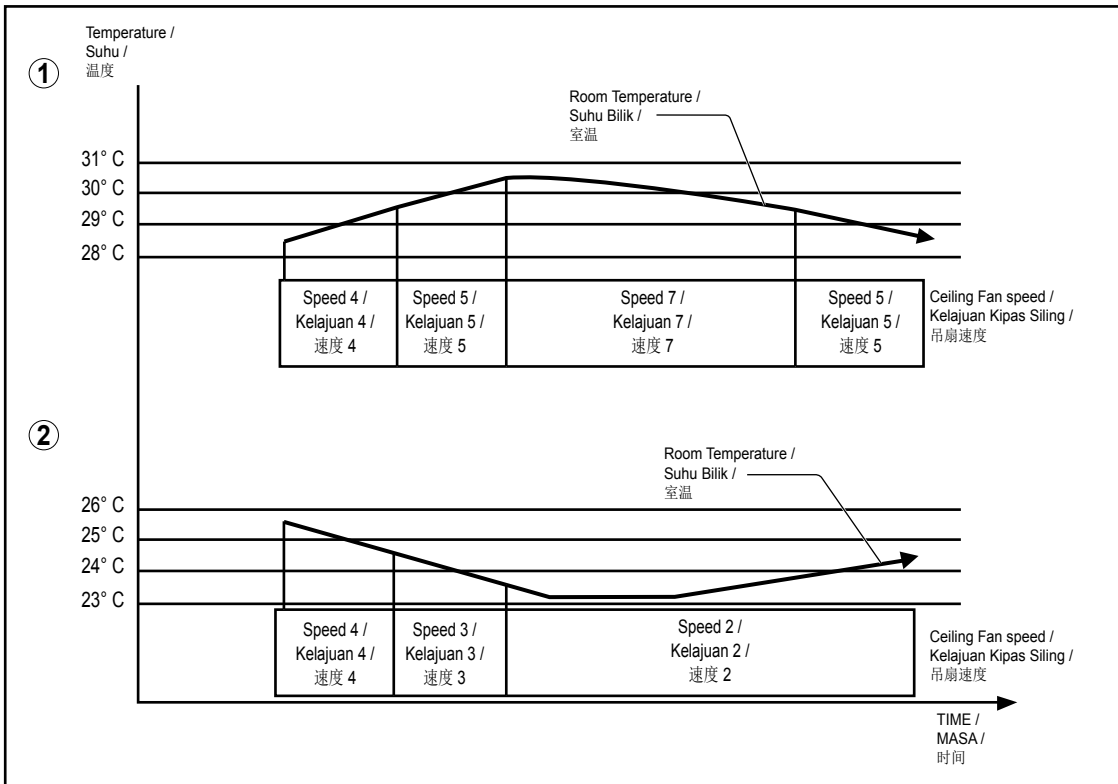 Temperature /
Suhu /
温度
①
Room Temperature /
Suhu Bilik /
室温
31° C
30° C
29° C
28° C
Speed 4 /
Kelajuan 4 /
速度 4
Speed 5 /
Kelajuan 5 /
速度 5
Speed 7 /
Kelajuan 7 /
速度 7
Speed 5 /
Kelajuan 5 /
速度 5
Ceiling Fan speed /
Kelajuan Kipas Siling /
吊扇速度
②
Room Temperature /
Suhu Bilik /
室温
26° C
25° C
24° C
23° C
Speed 4 /
Kelajuan 4 /
速度 4
Speed 3 /
Kelajuan 3 /
速度 3
Speed 2 /
Kelajuan 2 /
速度 2
Ceiling Fan speed /
Kelajuan Kipas Siling /
吊扇速度
TIME /
MASA /
时间